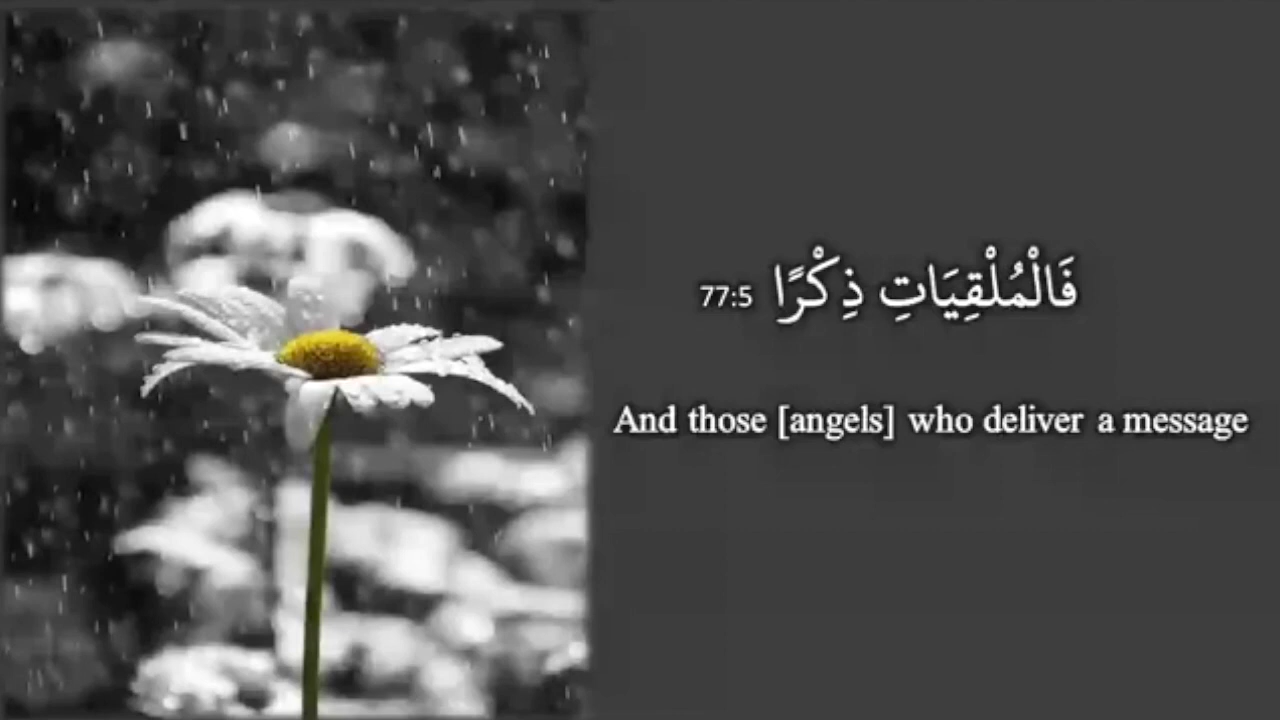 فَالْمُلْقِيَاتِ ذِكْرًا 77:5
And those [angels] who deliver a message